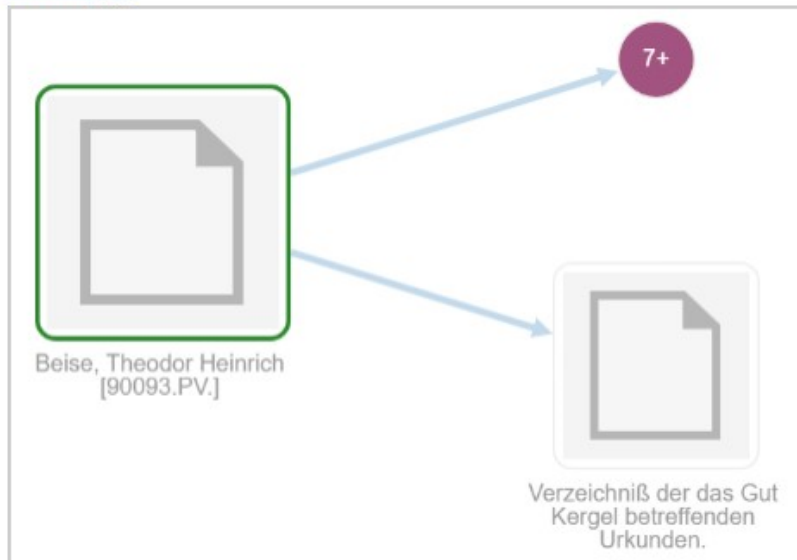 7+
Beise, Theodor Heinrich
[90093.PV.]
Verzeichniß der das Gut
Kergel betreffenden
Urkunden.